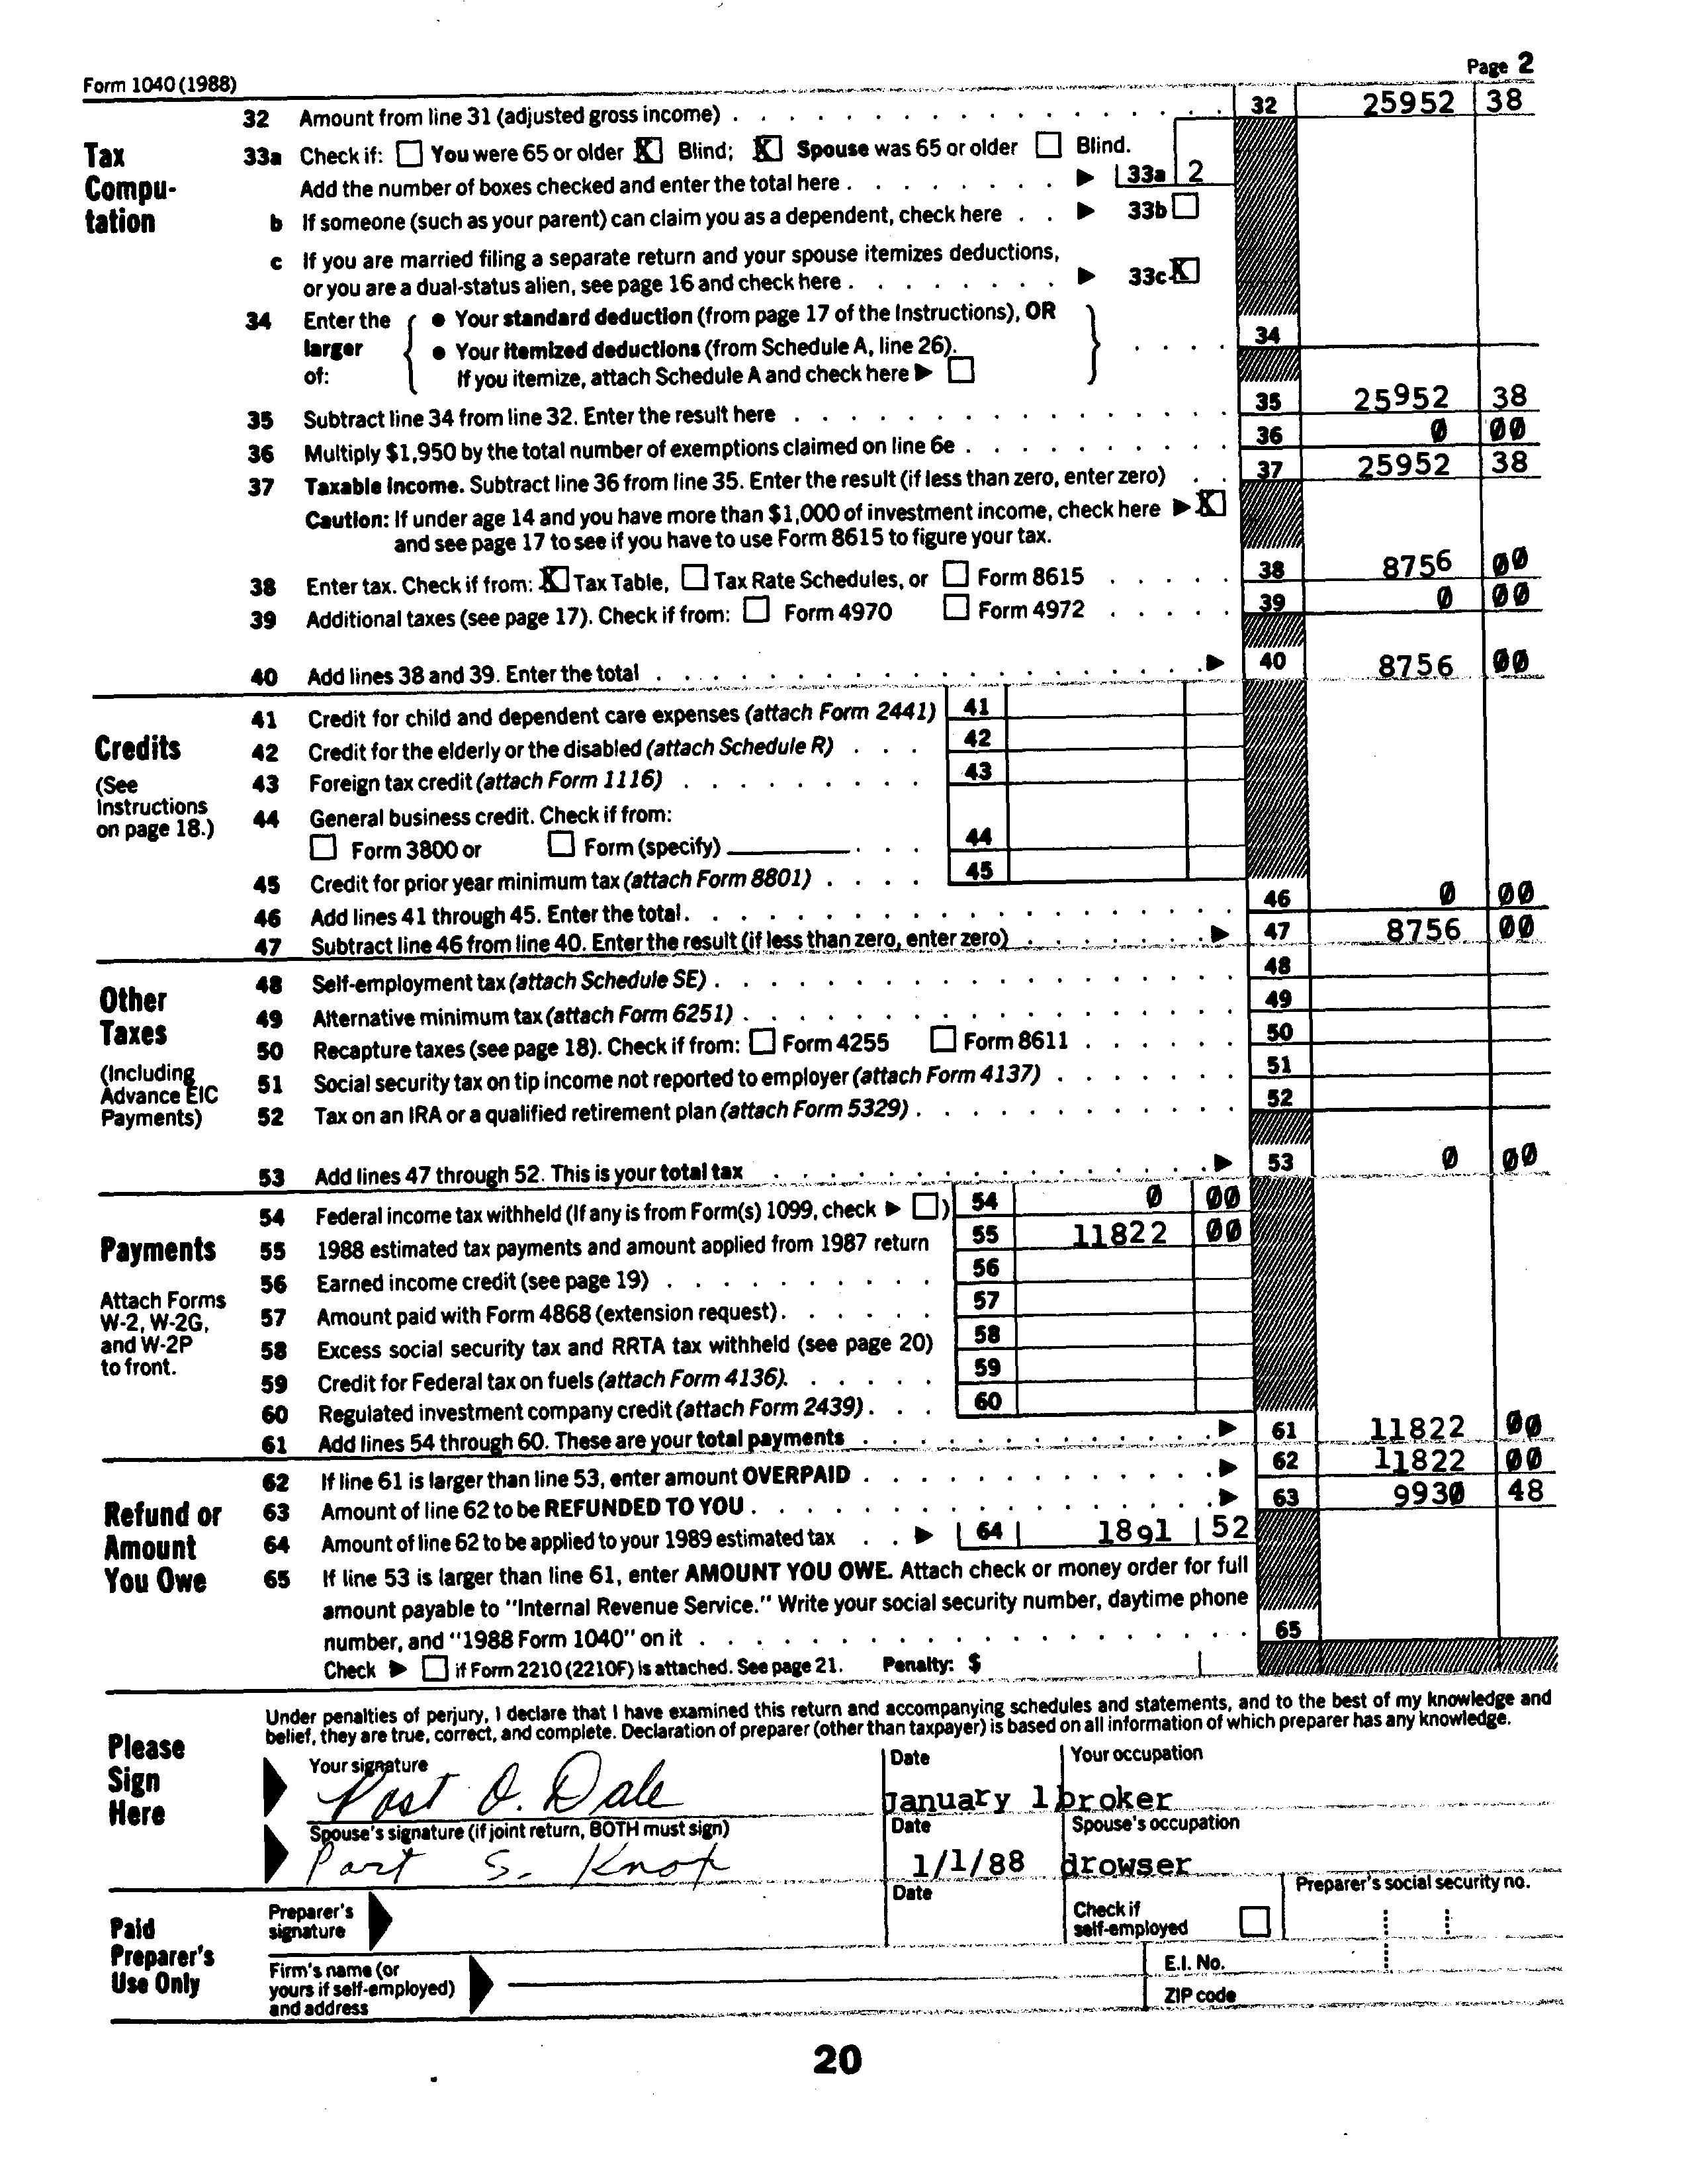 Form 1040 (1988) Page 2
Tax Computation
32 Amount from line 31 (adjusted gross income) . . . 32 25952 38
33a Check if: ☐ You were 65 or older ☒ Blind; ☒ Spouse was 65 or older ☐ Blind.
Add the number of boxes checked and enter the total here . . . ► 33a 2
b If someone (such as your parent) can claim you as a dependent, check here . . ► 33b ☐
c If you are married filing a separate return and your spouse itemizes deductions,
or you are a dual-status alien, see page 16 and check here . . . ► 33c ☒
34 Enter the larger of: { ● Your standard deduction (from page 17 of the Instructions), OR
● Your itemized deductions (from Schedule A, line 26). } . . . . 34
If you itemize, attach Schedule A and check here ► ☐
35 Subtract line 34 from line 32. Enter the result here . . . 35 25952 38
36 Multiply $1,950 by the total number of exemptions claimed on line 6e . . . 36 0 00
37 Taxable income. Subtract line 36 from line 35. Enter the result (if less than zero, enter zero) . . 37 25952 38
Caution: If under age 14 and you have more than $1,000 of investment income, check here ► ☒
and see page 17 to see if you have to use Form 8615 to figure your tax.
38 Enter tax. Check if from: ☒ Tax Table, ☐ Tax Rate Schedules, or ☐ Form 8615 . . . 38 8756 00
39 Additional taxes (see page 17). Check if from: ☐ Form 4970 ☐ Form 4972 . . . 39 0 00
40 Add lines 38 and 39. Enter the total . . . ► 40 8756 00
Credits
(See Instructions on page 18.)
41 Credit for child and dependent care expenses (attach Form 2441) 41
42 Credit for the elderly or the disabled (attach Schedule R) . . . 42
43 Foreign tax credit (attach Form 1116) . . . 43
44 General business credit. Check if from:
☐ Form 3800 or ☐ Form (specify) . . . 44
45 Credit for prior year minimum tax (attach Form 8801) . . . . 45
46 Add lines 41 through 45. Enter the total . . . 46 0 00
47 Subtract line 46 from line 40. Enter the result (if less than zero, enter zero) . . . ► 47 8756 00
Other Taxes
(Including Advance EIC Payments)
48 Self-employment tax (attach Schedule SE) . . . 48
49 Alternative minimum tax (attach Form 6251) . . . 49
50 Recapture taxes (see page 18). Check if from: ☐ Form 4255 ☐ Form 8611 . . . 50
51 Social security tax on tip income not reported to employer (attach Form 4137) . . . 51
52 Tax on an IRA or a qualified retirement plan (attach Form 5329) . . . 52
53 Add lines 47 through 52. This is your total tax . . . ► 53 0 00
Payments
Attach Forms W-2, W-2G, and W-2P to front.
54 Federal income tax withheld (If any is from Form(s) 1099, check ► ☐) 54 0 00
55 1988 estimated tax payments and amount applied from 1987 return 55 11822 00
56 Earned income credit (see page 19) . . . 56
57 Amount paid with Form 4868 (extension request) . . . 57
58 Excess social security tax and RRTA tax withheld (see page 20) 58
59 Credit for Federal tax on fuels (attach Form 4136). . . . 59
60 Regulated investment company credit (attach Form 2439) . . . 60
61 Add lines 54 through 60. These are your total payments . . . ► 61 11822 00
Refund or Amount You Owe
62 If line 61 is larger than line 53, enter amount OVERPAID . . . ► 62 11822 00
63 Amount of line 62 to be REFUNDED TO YOU . . . ► 63 9930 48
64 Amount of line 62 to be applied to your 1989 estimated tax . . ► 64 1891 52
65 If line 53 is larger than line 61, enter AMOUNT YOU OWE. Attach check or money order for full
amount payable to "Internal Revenue Service." Write your social security number, daytime phone
number, and "1988 Form 1040" on it . . . 65
Check ► ☐ if Form 2210 (2210F) is attached. See page 21. Penalty: $
Please Sign Here
Under penalties of perjury, I declare that I have examined this return and accompanying schedules and statements, and to the best of my knowledge and
belief, they are true, correct, and complete. Declaration of preparer (other than taxpayer) is based on all information of which preparer has any knowledge.
Your signature Date Your occupation
Post O. Dale January 1 broker
Spouse's signature (if joint return, BOTH must sign) Date Spouse's occupation
Part S. Knot 1/1/88 drowser
Paid Preparer's Use Only
Preparer's signature Date Check if self-employed ☐ Preparer's social security no.
Firm's name (or yours if self-employed) and address
E.I. No.
ZIP code
20